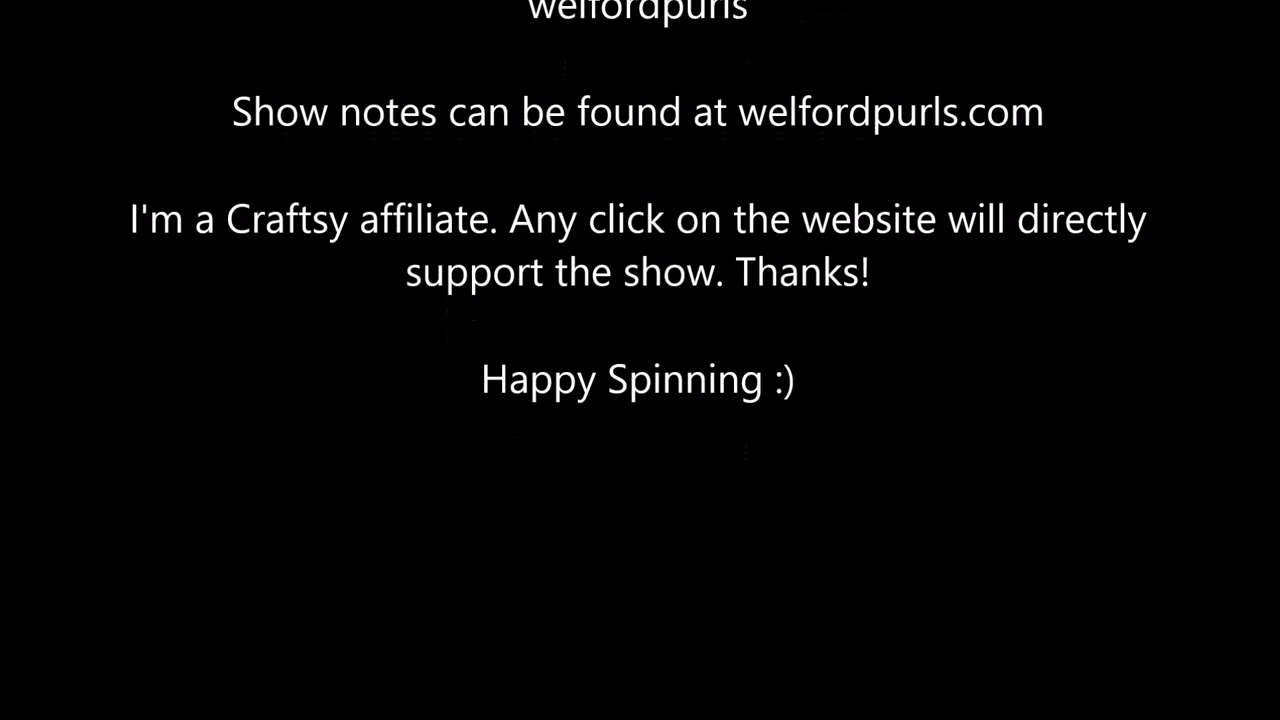 welfordpurls
Show notes can be found at welfordpurls.com
I'm a Craftsy affiliate. Any click on the website will directly
support the show. Thanks!
Happy Spinning :)